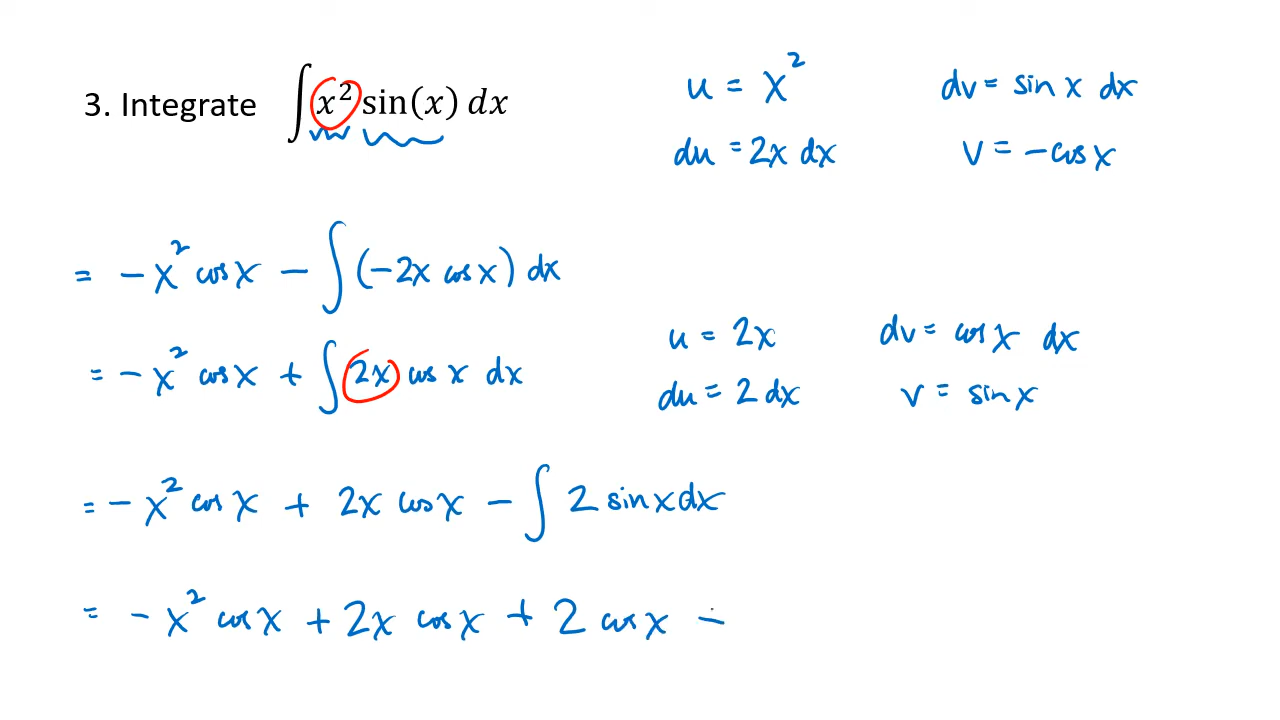 3. Integrate ∫ x² sin(x) dx
u = x² dv = sin x dx
du = 2x dx v = -cos x
= -x² cos x - ∫ (-2x cos x) dx
= -x² cos x + ∫ 2x cos x dx
u = 2x dv = cos x dx
du = 2 dx v = sin x
= -x² cos x + 2x cos x - ∫ 2 sin x dx
= -x² cos x + 2x cos x + 2 cos x -